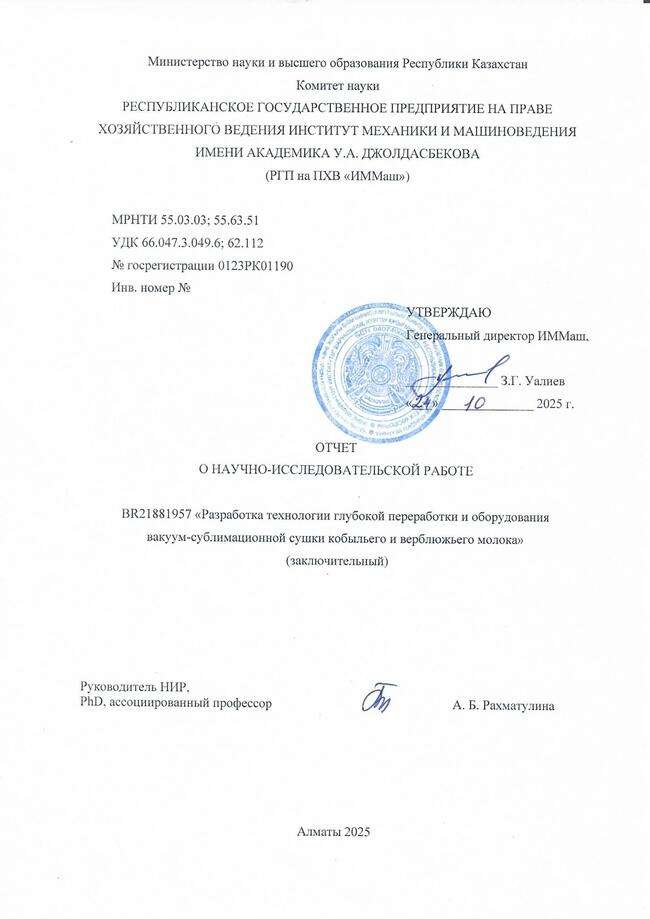 Министерство науки и высшего образования Республики Казахстан
Комитет науки
РЕСПУБЛИКАНСКОЕ ГОСУДАРСТВЕННОЕ ПРЕДПРИЯТИЕ НА ПРАВЕ
ХОЗЯЙСТВЕННОГО ВЕДЕНИЯ ИНСТИТУТ МЕХАНИКИ И МАШИНОВЕДЕНИЯ
ИМЕНИ АКАДЕМИКА У.А. ДЖОЛДАСБЕКОВА
(РГП на ПХВ «ИММаш»)
МРНТИ 55.03.03; 55.63.51
УДК 66.047.3.049.6; 62.112
№ госрегистрации 0123РК01190
Инв. номер №
УТВЕРЖДАЮ
Генеральный директор ИММаш,
З.Г. Уалиев
«24» 10 2025 г.
ОТЧЕТ
О НАУЧНО-ИССЛЕДОВАТЕЛЬСКОЙ РАБОТЕ
BR21881957 «Разработка технологии глубокой переработки и оборудования
вакуум-сублимационной сушки кобыльего и верблюжьего молока»
(заключительный)
Руководитель НИР,
PhD, ассоциированный профессор
А. Б. Рахматулина
Алматы 2025